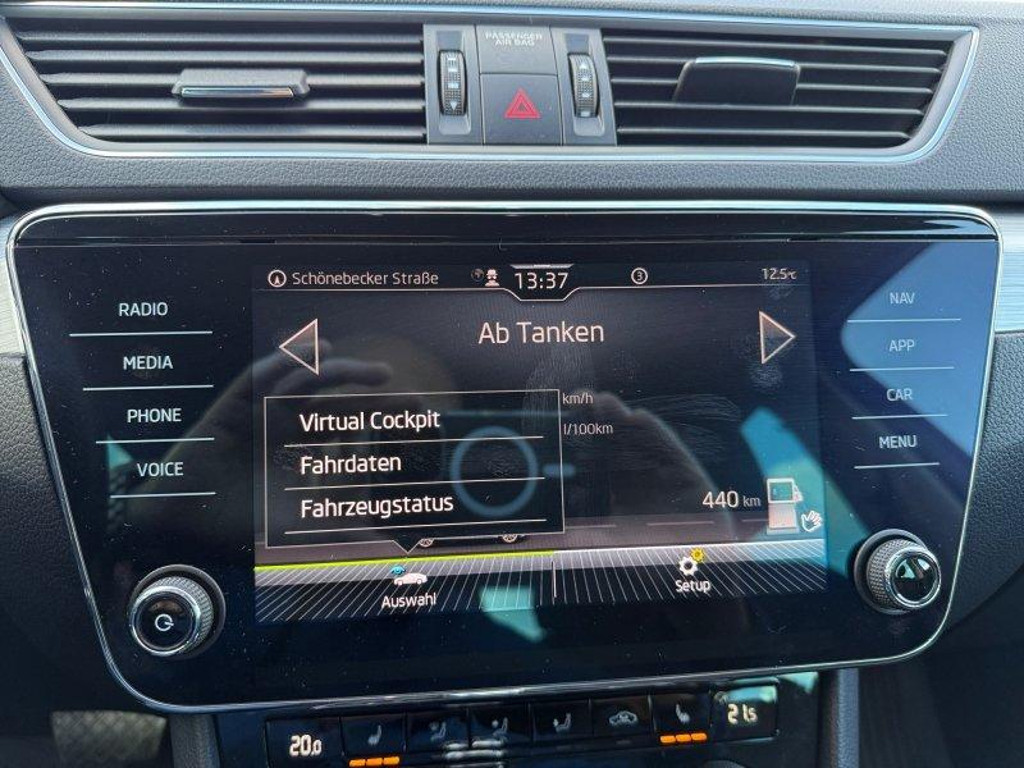 PASSENGER
AIR BAG
Schönebecker Straße
13:37
3
12.5°C
RADIO
MEDIA
PHONE
VOICE
Ab Tanken
km/h
l/100km
Virtual Cockpit
Fahrdaten
Fahrzeugstatus
440 km
Auswahl
Setup
NAV
APP
CAR
MENU
20.0
21.5